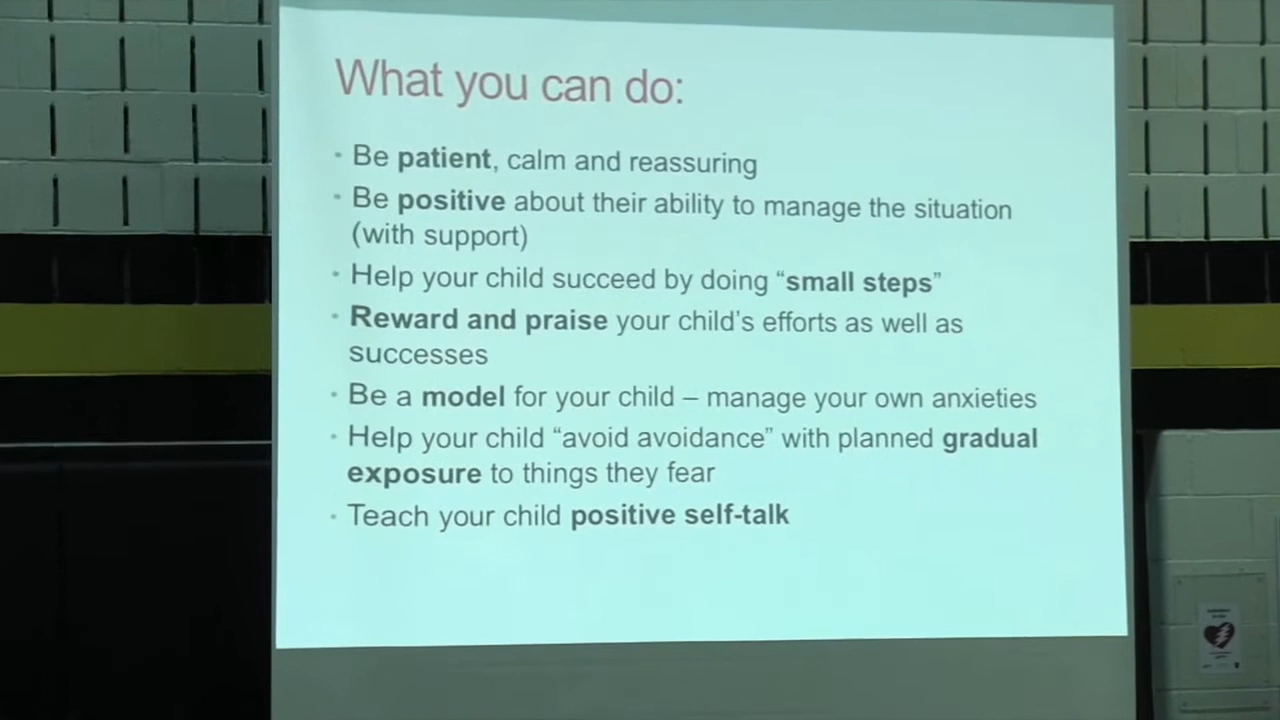 What you can do:
• Be patient, calm and reassuring
• Be positive about their ability to manage the situation
(with support)
• Help your child succeed by doing “small steps”
• Reward and praise your child’s efforts as well as
successes
• Be a model for your child – manage your own anxieties
• Help your child “avoid avoidance” with planned gradual
exposure to things they fear
• Teach your child positive self-talk